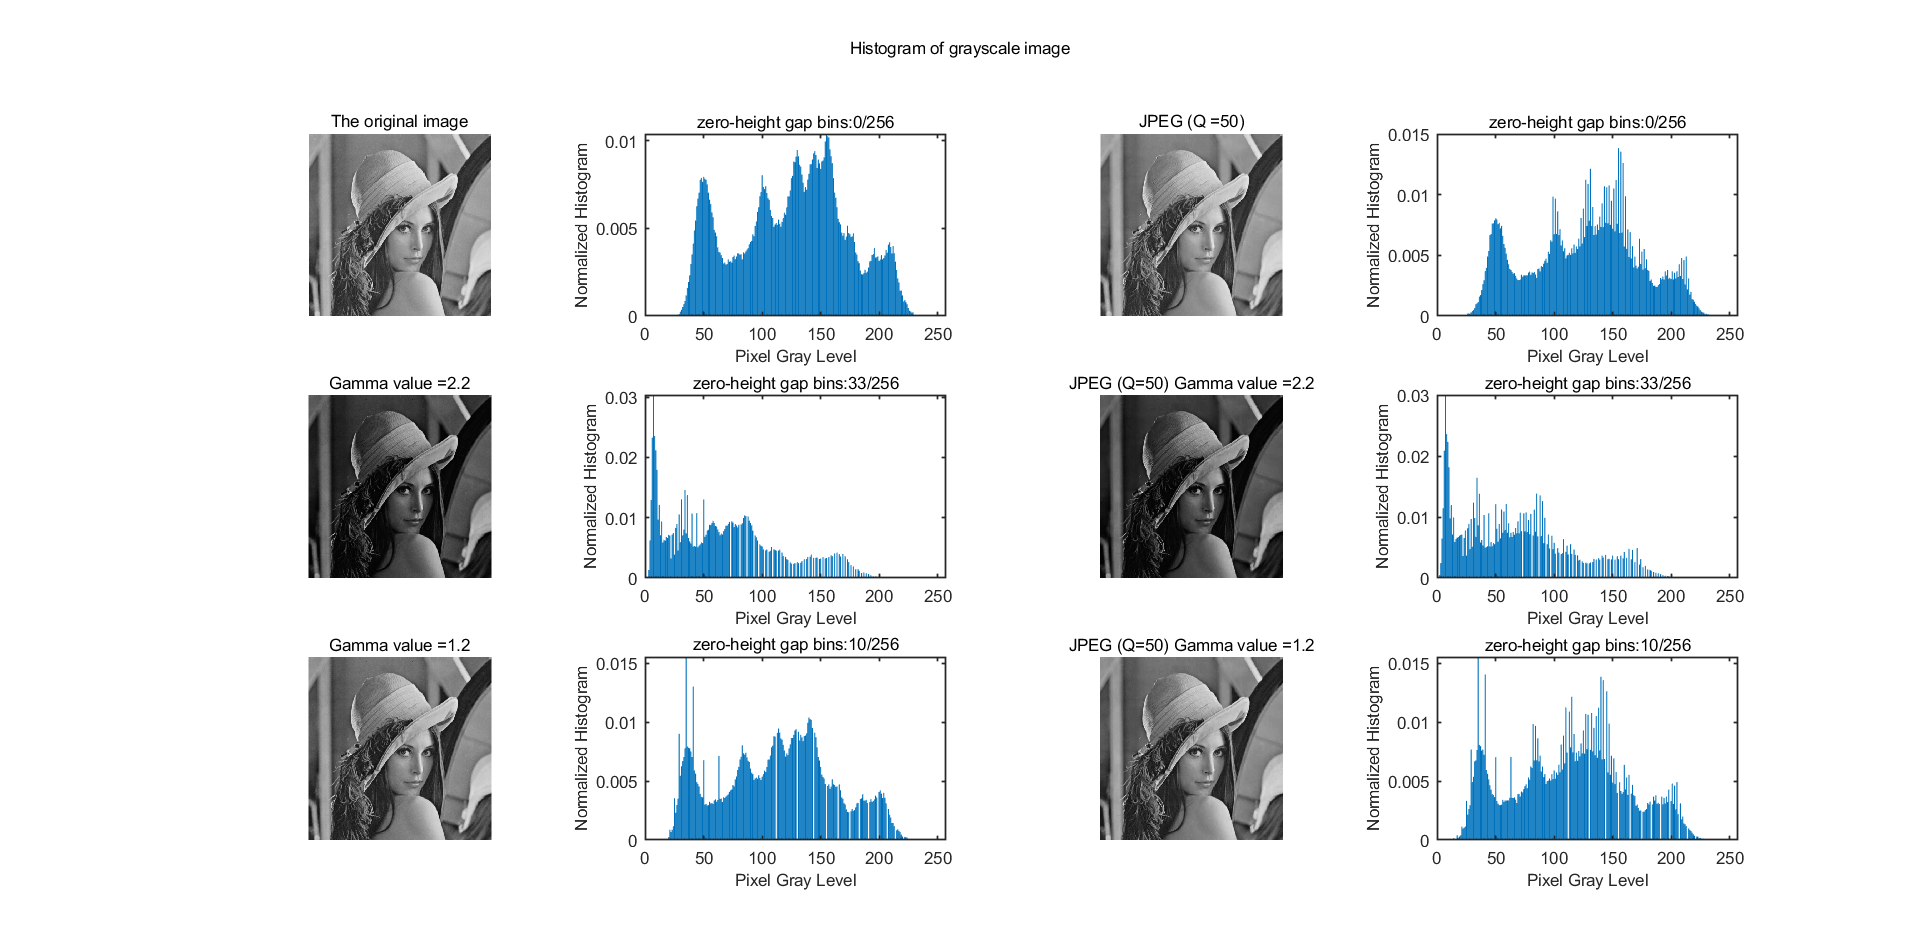 Histogram of grayscale image
The original image
zero-height gap bins:0/256
Normalized Histogram
0.01
0.005
0
0 50 100 150 200 250
Pixel Gray Level
JPEG (Q =50)
zero-height gap bins:0/256
Normalized Histogram
0.015
0.01
0.005
0
0 50 100 150 200 250
Pixel Gray Level
Gamma value =2.2
zero-height gap bins:33/256
Normalized Histogram
0.03
0.02
0.01
0
0 50 100 150 200 250
Pixel Gray Level
JPEG (Q=50) Gamma value =2.2
zero-height gap bins:33/256
Normalized Histogram
0.03
0.02
0.01
0
0 50 100 150 200 250
Pixel Gray Level
Gamma value =1.2
zero-height gap bins:10/256
Normalized Histogram
0.015
0.01
0.005
0
0 50 100 150 200 250
Pixel Gray Level
JPEG (Q=50) Gamma value =1.2
zero-height gap bins:10/256
Normalized Histogram
0.015
0.01
0.005
0
0 50 100 150 200 250
Pixel Gray Level